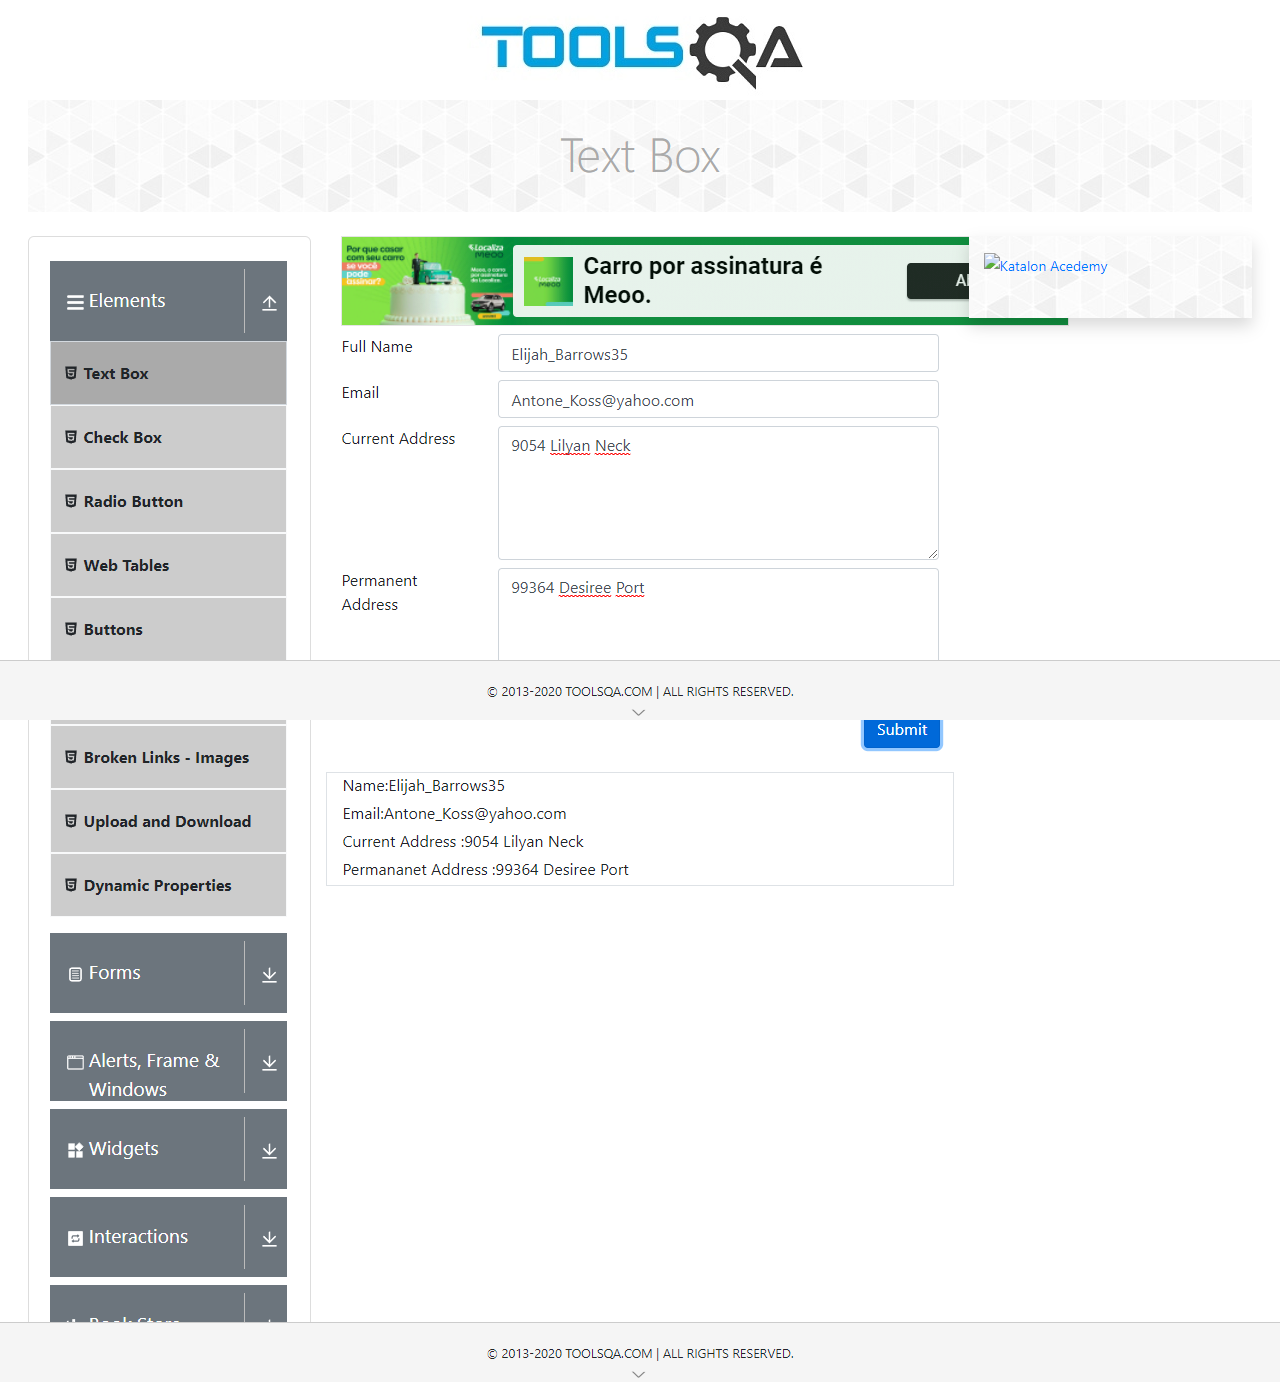 TOOLSQA
Text Box
Elements
Text Box
Check Box
Radio Button
Web Tables
Buttons
Por que casar
com seu carro
se você
pode
assinar?
Localiza
Meoo
Carro por assinatura é
Meoo.
Katalon Acedemy
Full Name
Elijah_Barrows35
Email
Antone_Koss@yahoo.com
Current Address
9054 Lilyan Neck
Permanent
Address
99364 Desiree Port
© 2013-2020 TOOLSQA.COM | ALL RIGHTS RESERVED.
Submit
Broken Links - Images
Upload and Download
Dynamic Properties
Name:Elijah_Barrows35
Email:Antone_Koss@yahoo.com
Current Address :9054 Lilyan Neck
Permananet Address :99364 Desiree Port
Forms
Alerts, Frame &
Windows
Widgets
Interactions
Book Store
© 2013-2020 TOOLSQA.COM | ALL RIGHTS RESERVED.